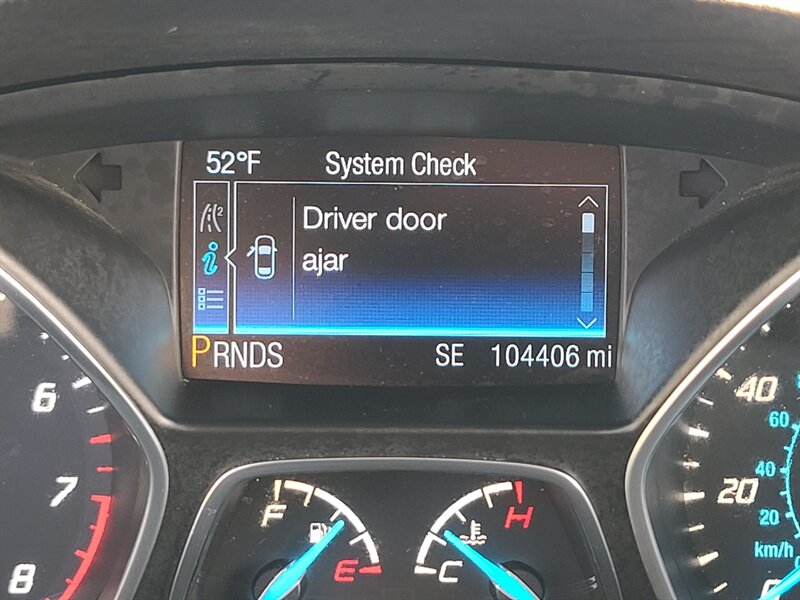 52°F System Check
2
Driver door
i
ajar
PRNDS SE 104406 mi
6
7
8
F
E
H
C
40
20
60
40
20
km/h